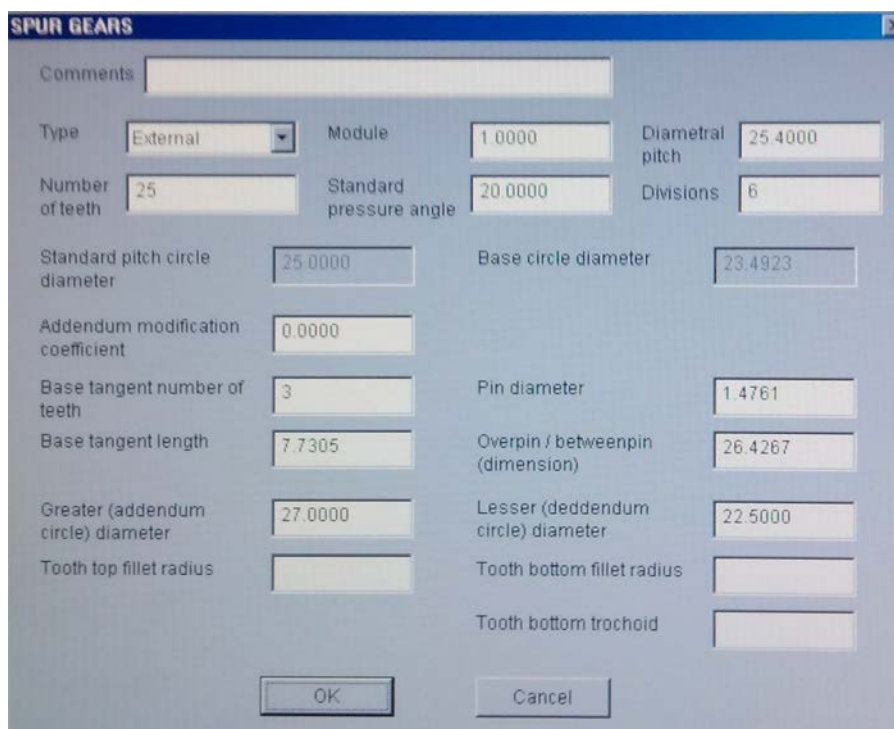 SPUR GEARS
Comments
Type External Module 1.0000 Diametral
pitch 25.4000
Number
of teeth 25 Standard
pressure angle 20.0000 Divisions 6
Standard pitch circle
diameter 25.0000 Base circle diameter 23.4923
Addendum modification
coefficient 0.0000
Base tangent number of
teeth 3 Pin diameter 1.4761
Base tangent length 7.7305 Overpin / betweenpin
(dimension) 26.4267
Greater (addendum
circle) diameter 27.0000 Lesser (deddendum
circle) diameter 22.5000
Tooth top fillet radius Tooth bottom fillet radius
Tooth bottom trochoid
OK Cancel